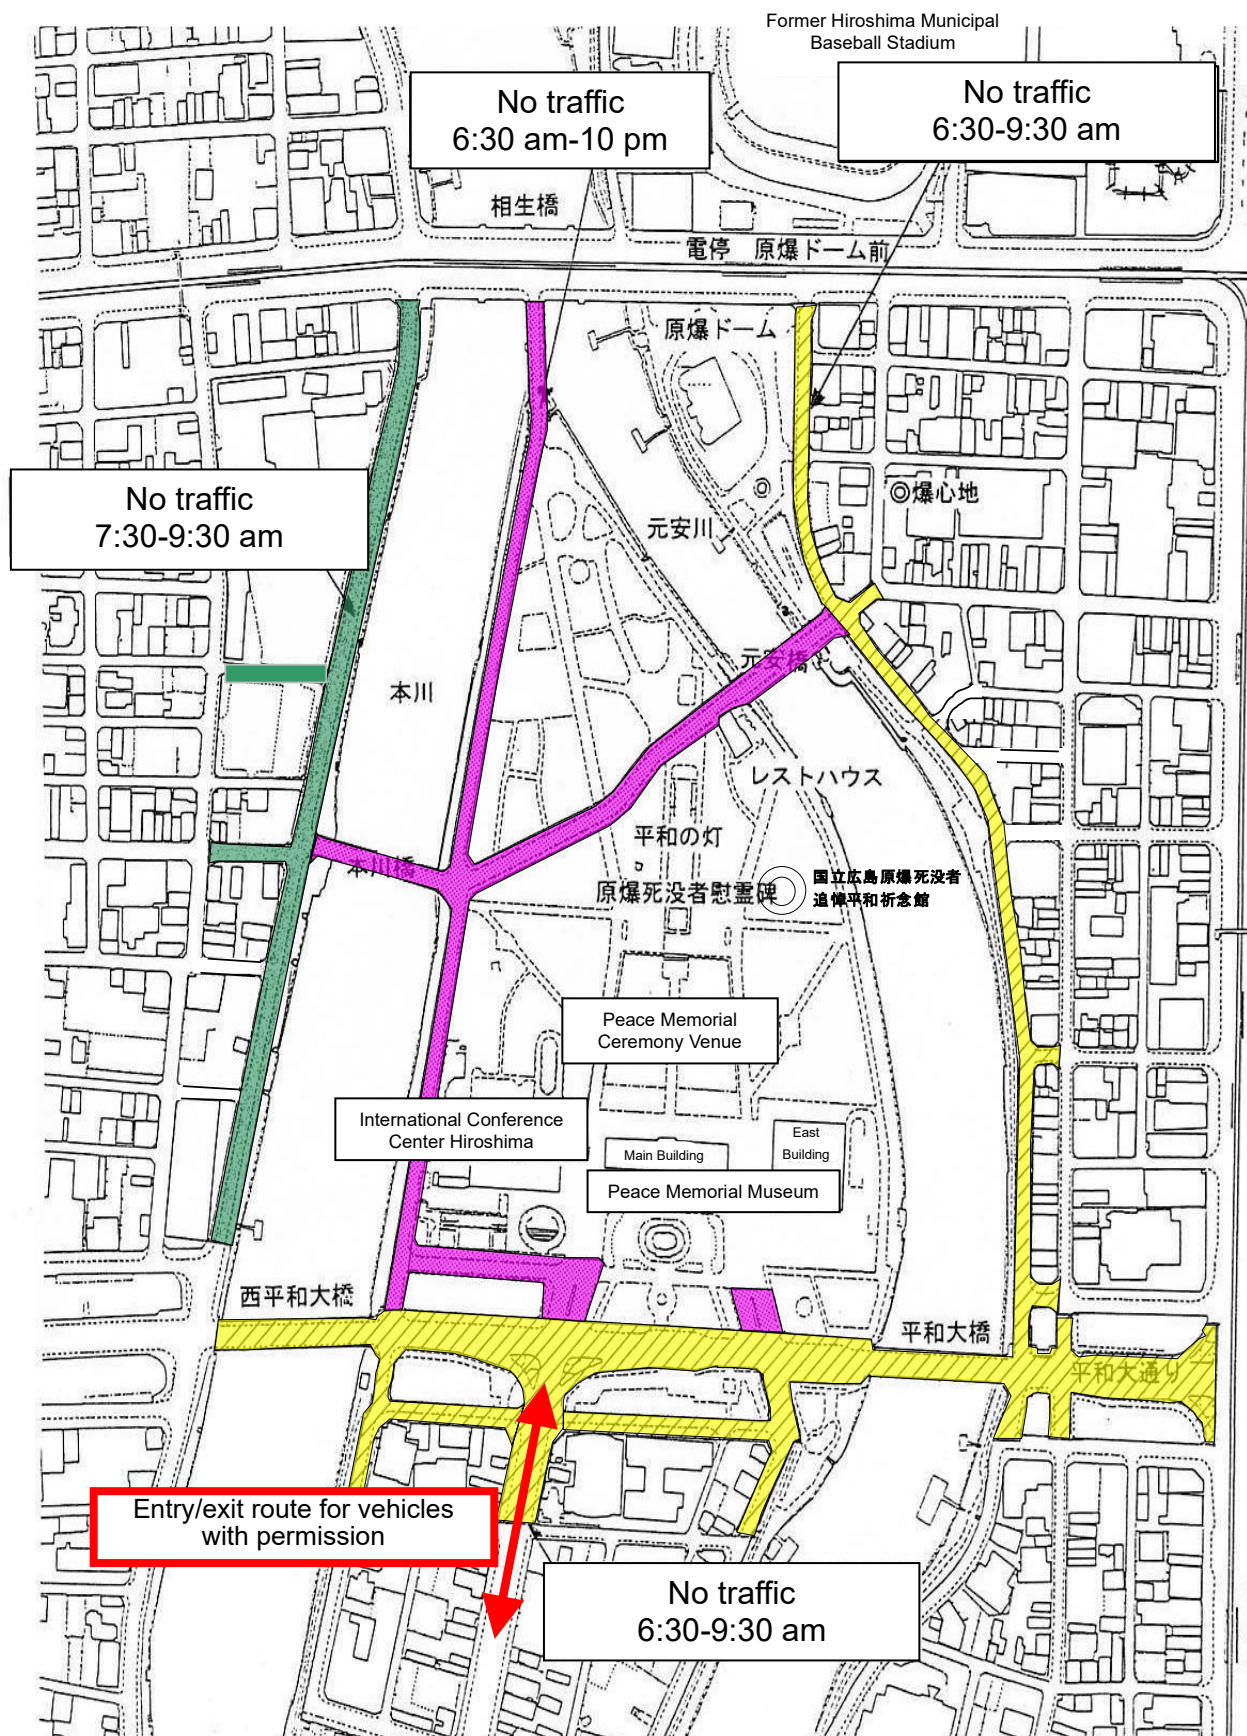 Former Hiroshima Municipal
Baseball Stadium
No traffic
6:30 am-10 pm
No traffic
6:30-9:30 am
相生橋
電停 原爆ドーム前
原爆ドーム
No traffic
7:30-9:30 am
爆心地
元安川
元安橋
本川
レストハウス
平和の灯
本川橋
原爆死没者慰霊碑
国立広島原爆死没者
追悼平和祈念館
Peace Memorial
Ceremony Venue
International Conference
Center Hiroshima
Main Building
East
Building
Peace Memorial Museum
西平和大橋
平和大橋
平和大通り
Entry/exit route for vehicles
with permission
No traffic
6:30-9:30 am